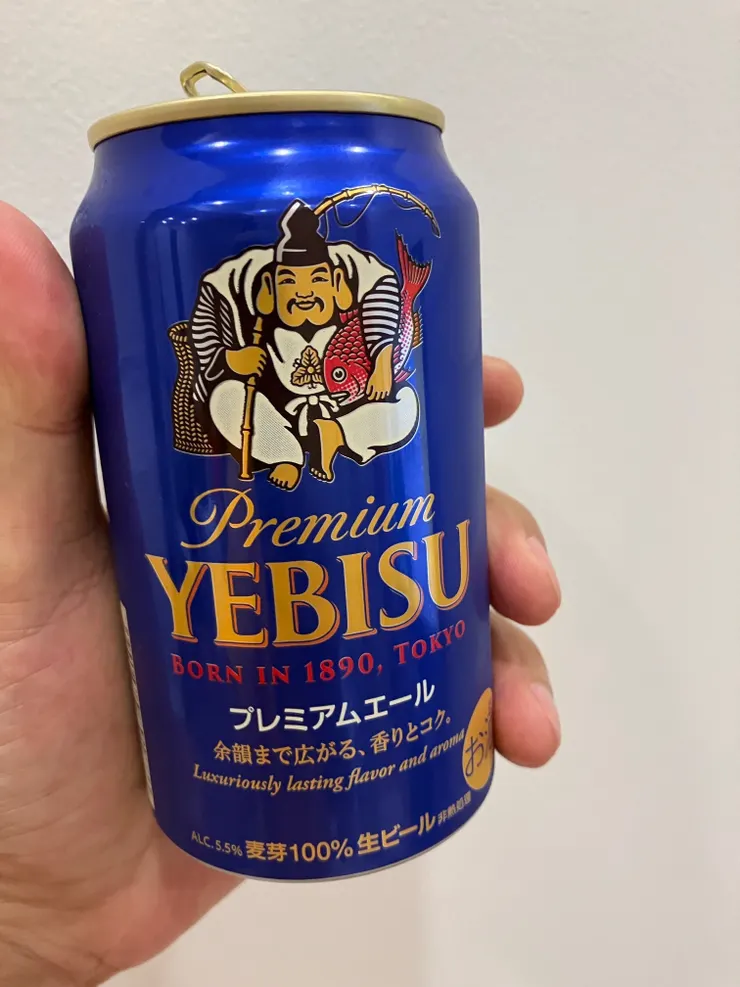 Premium
YEBISU
BORN IN 1890, TOKYO
プレミアムエール
余韻まで広がる、香りとコク。
Luxuriously lasting flavor and aroma
ALC.5.5% 麦芽100% 生ビール 非熱処理